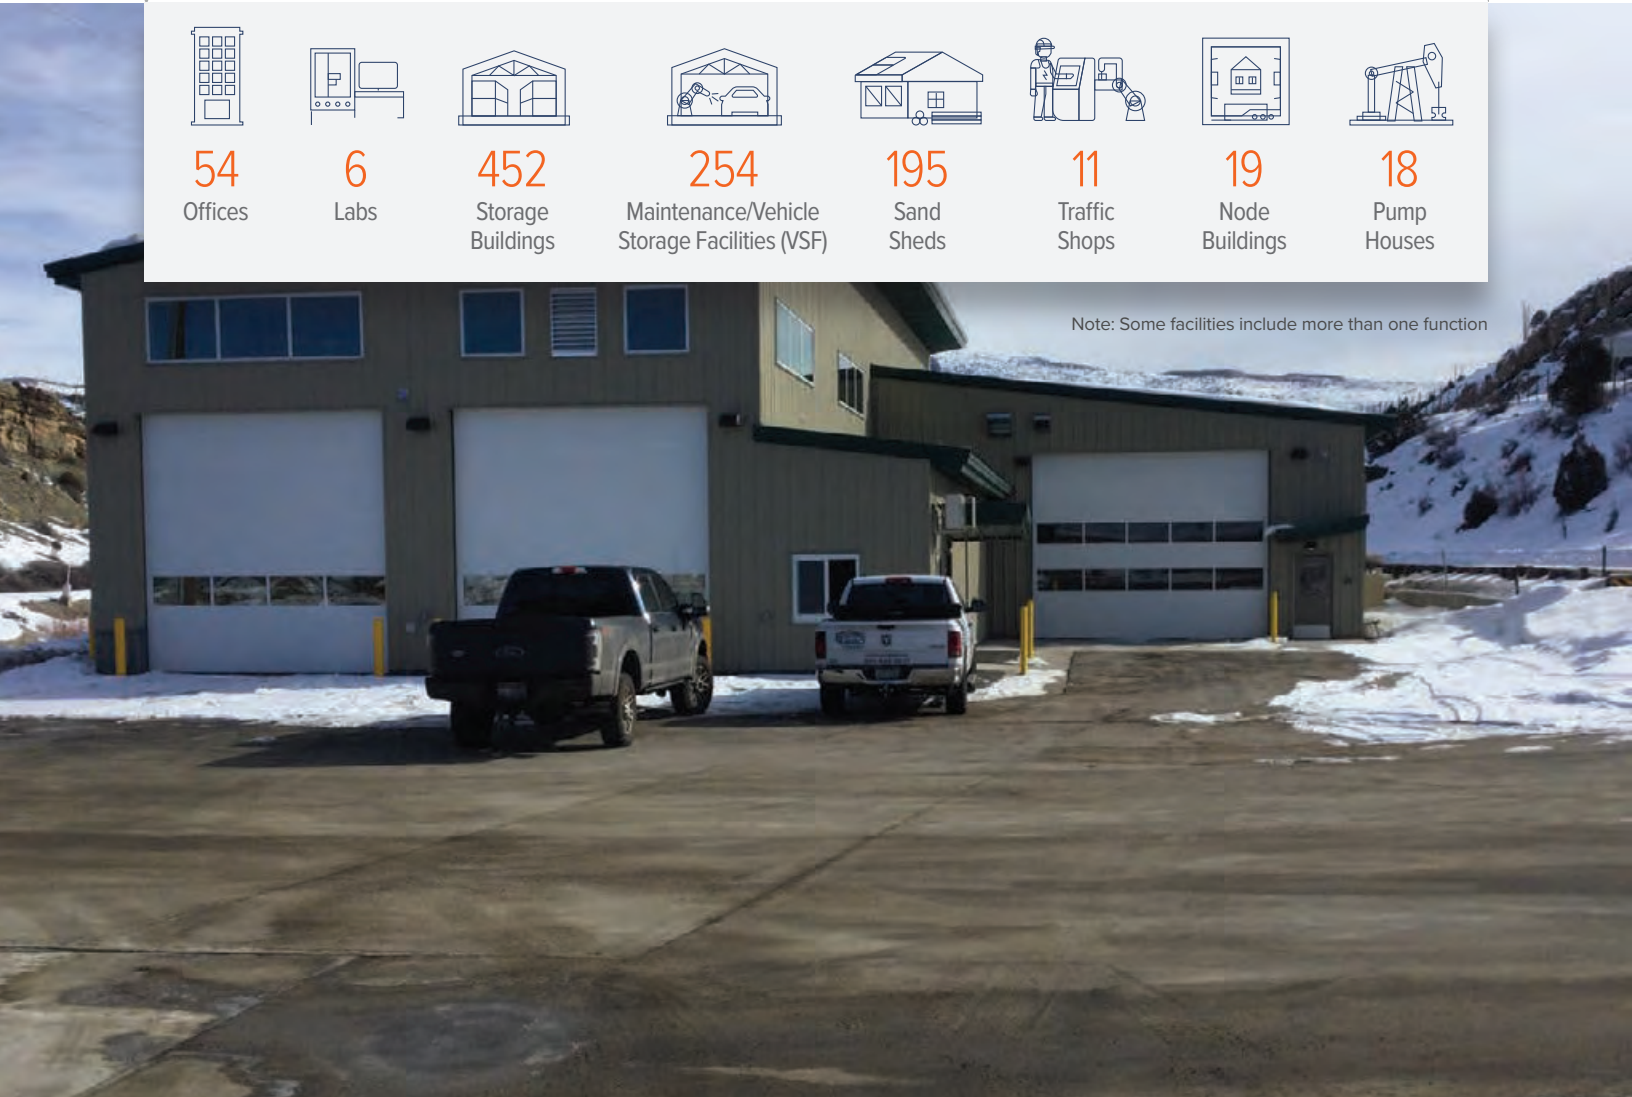 54
Offices
6
Labs
452
Storage
Buildings
254
Maintenance/Vehicle
Storage Facilities (VSF)
195
Sand
Sheds
11
Traffic
Shops
19
Node
Buildings
18
Pump
Houses
Note: Some facilities include more than one function